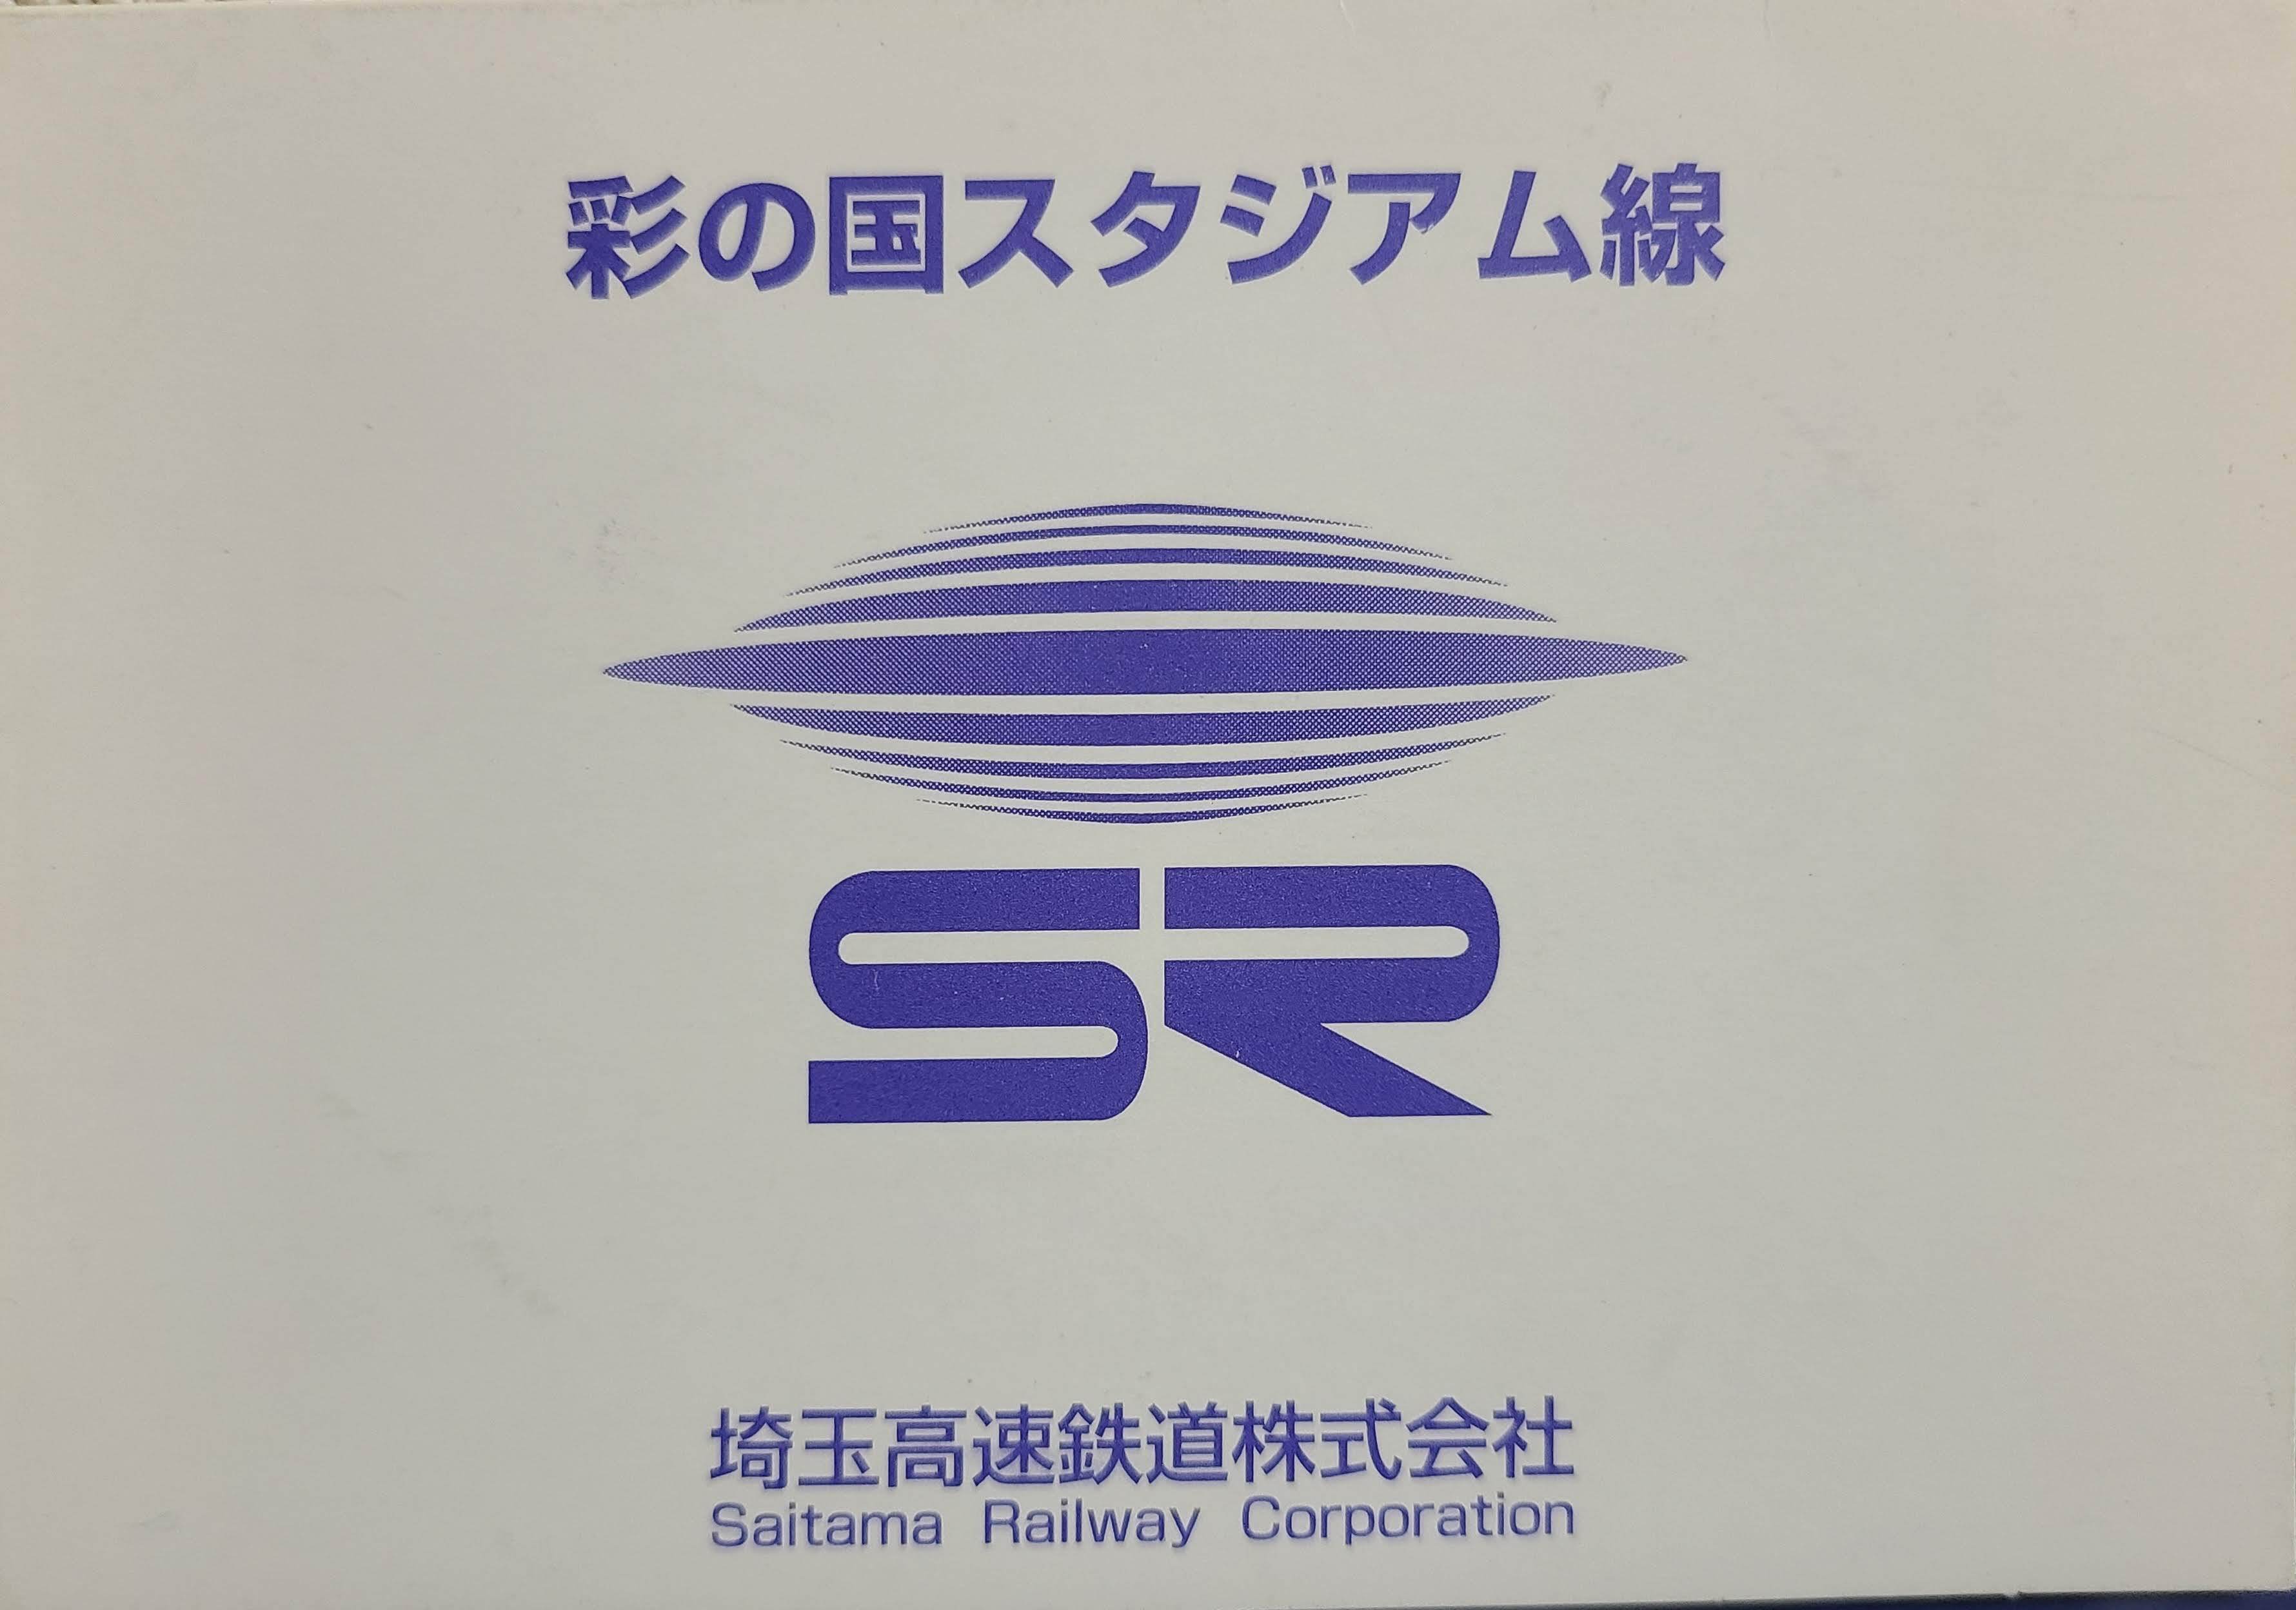 彩の国スタジアム線
SR
埼玉高速鉄道株式会社
Saitama Railway Corporation